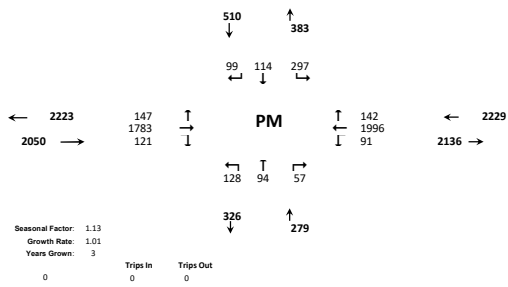 510 383
99 114 297
2223 147 142 2229
1783 PM 1996
2050 121 91 2136
128 94 57
326 279
Seasonal Factor: 1.13
Growth Rate: 1.01
Years Grown: 3
Trips In Trips Out
0 0 0